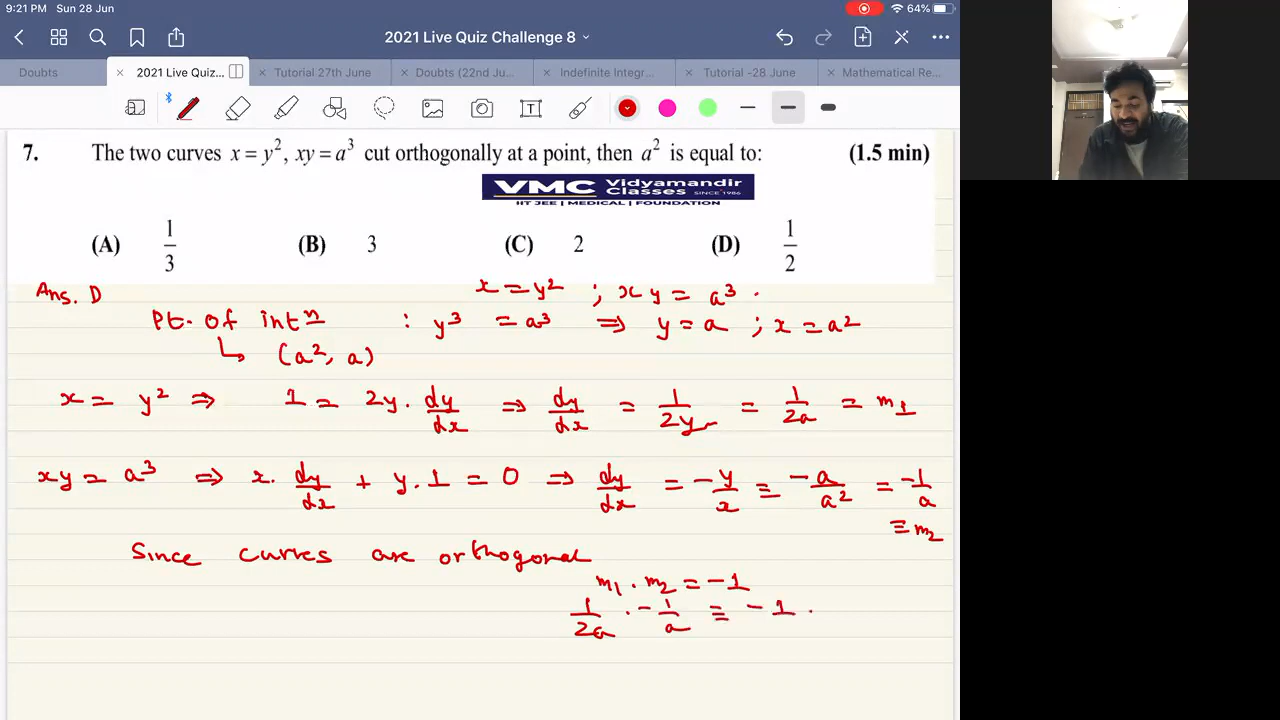 9:21 PM Sun 28 Jun 64%
2021 Live Quiz Challenge 8
Doubts × 2021 Live Quiz... × Tutorial 27th June × Doubts (22nd Ju... × Indefinite Integr... × Tutorial -28 June × Mathematical Re...
7. The two curves x = y², xy = a³ cut orthogonally at a point, then a² is equal to: (1.5 min)
VMC Vidyamandir Classes SINCE 1986
IIT JEE | MEDICAL | FOUNDATION
(A) 1/3 (B) 3 (C) 2 (D) 1/2
Ans. D x = y² ; xy = a³.
Pt. of intⁿ : y³ = a³ ⇒ y = a ; x = a²
↳ (a², a)
x = y² ⇒ 1 = 2y. dy/dx ⇒ dy/dx = 1/2y = 1/2a = m1
xy = a³ ⇒ x. dy/dx + y.1 = 0 ⇒ dy/dx = -y/x = -a/a² = -1/a
= m2
Since curves are orthogonal
m1 . m2 = -1
1/2a . -1/a = -1.